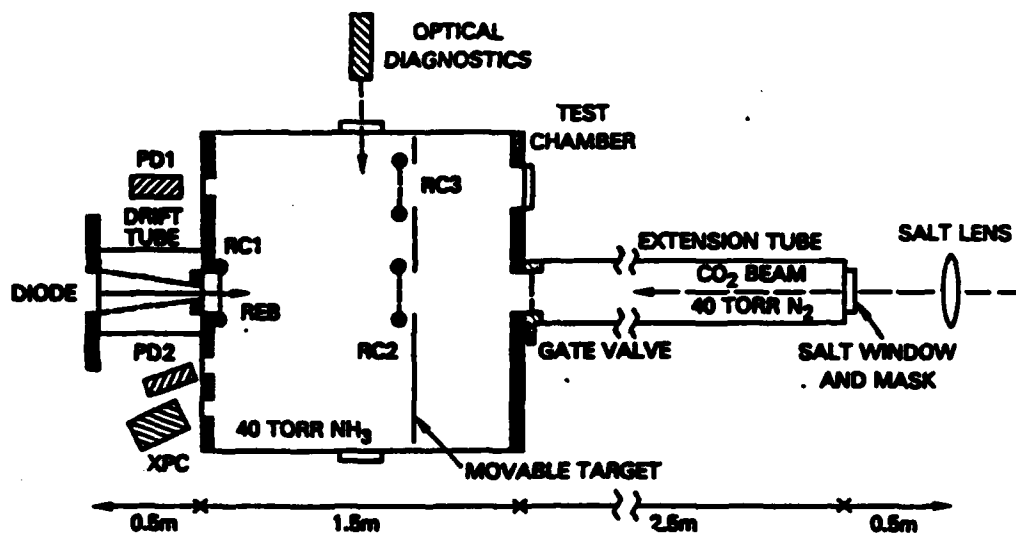 OPTICAL
DIAGNOSTICS
TEST
CHAMBER
PD1
RC3
DRIFT
TUBE
RC1
EXTENSION TUBE
SALT LENS
CO₂ BEAM
DIODE
REB
40 TORR N₂
PD2
RC2
GATE VALVE
SALT WINDOW
AND MASK
40 TORR NH₃
XPC
MOVABLE TARGET
0.5m
1.5m
2.5m
0.5m